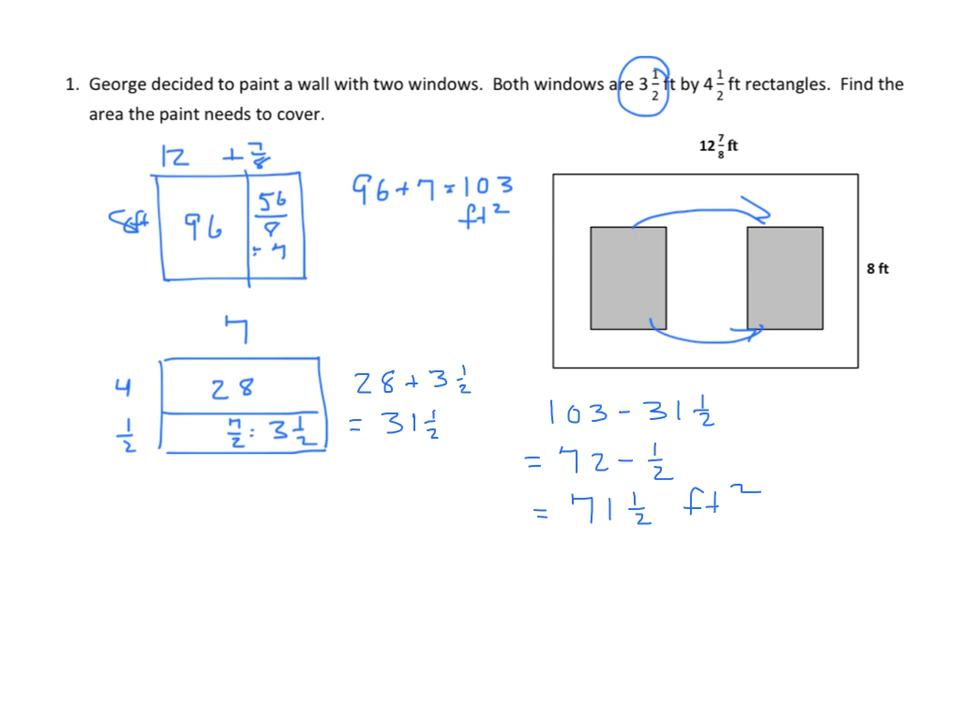 1. George decided to paint a wall with two windows. Both windows are 3 1/2 ft by 4 1/2 ft rectangles. Find the
area the paint needs to cover.
12 7/8 ft
8 ft
12 + 7/8
96
56/8
= 7
96 + 7 = 103
ft²
7
4
28
1/2
7/2 = 3 1/2
28 + 3 1/2
= 31 1/2
103 - 31 1/2
= 72 - 1/2
= 71 1/2 ft²